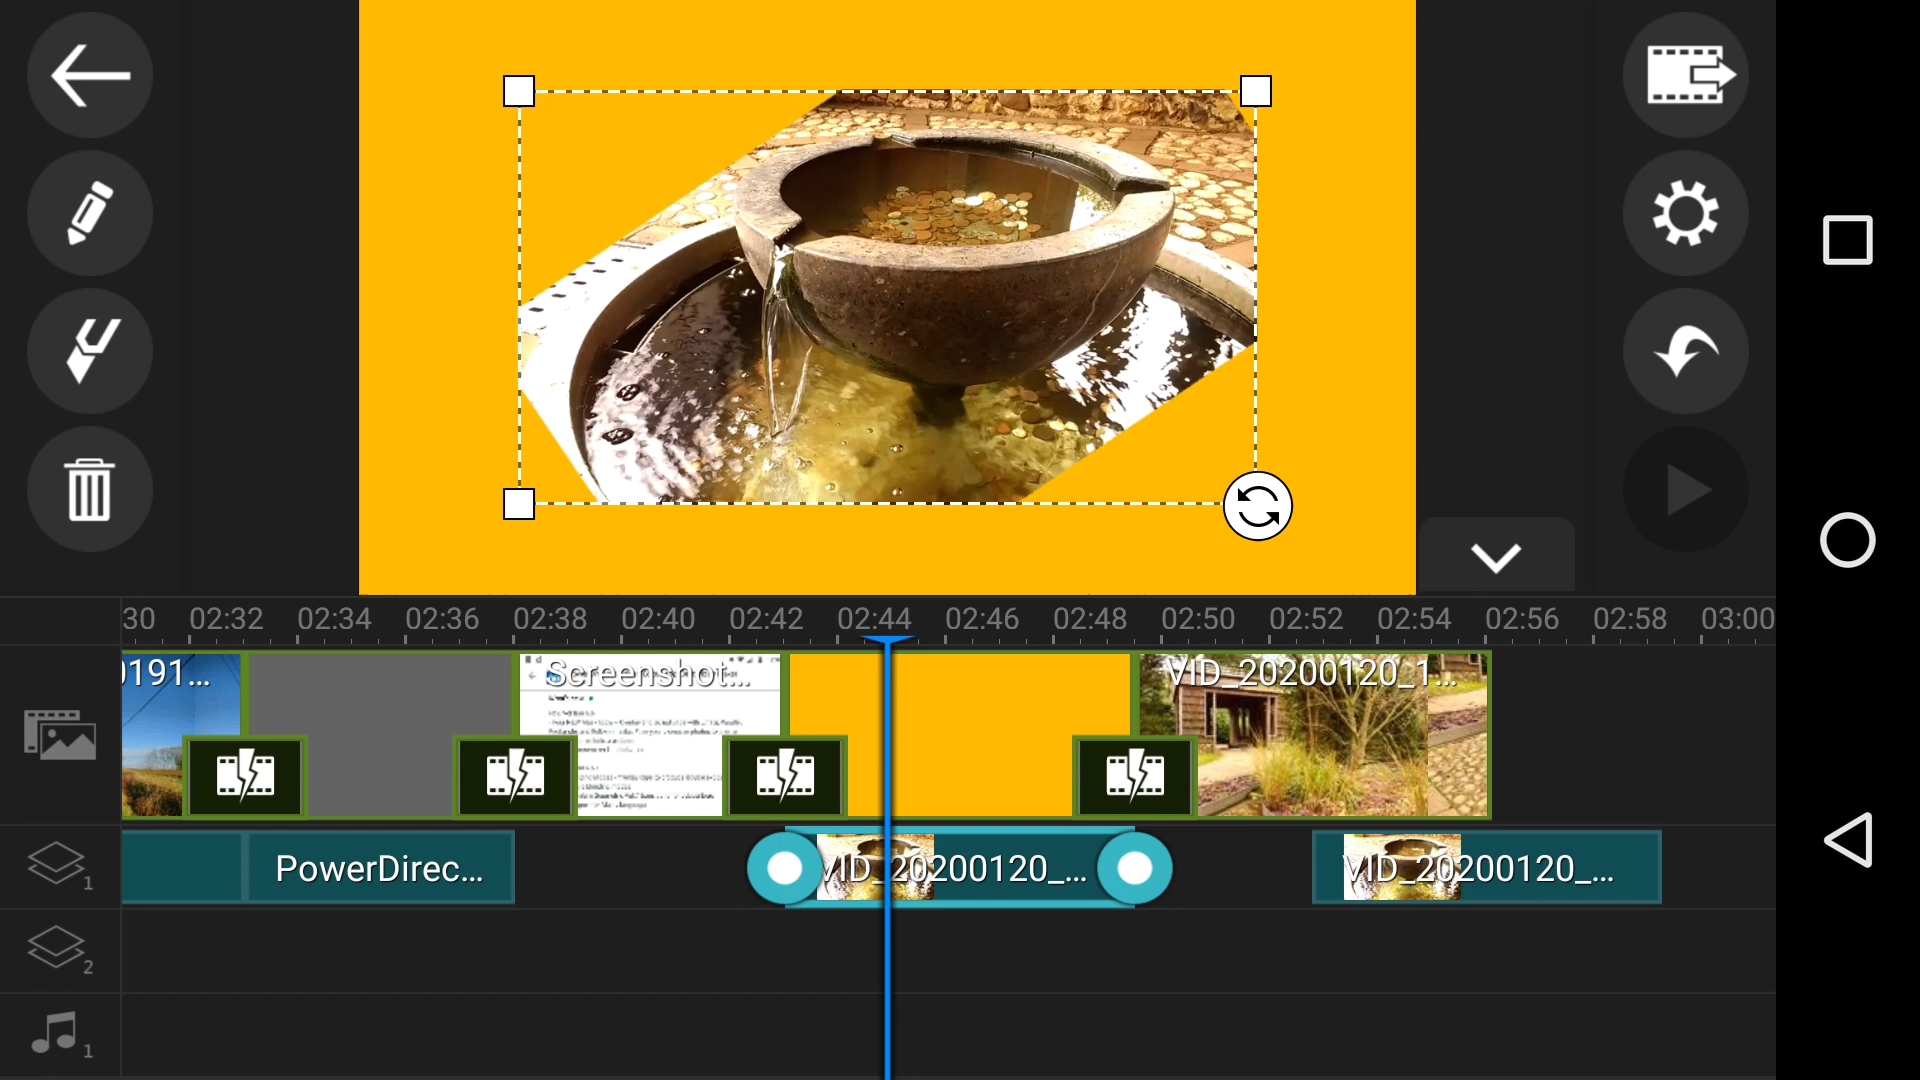 30 02:32 02:34 02:36 02:38 02:40 02:42 02:44 02:46 02:48 02:50 02:52 02:54 02:56 02:58 03:00
0191... Screenshot... VID_20200120_1...
1 PowerDirec... VID_20200120_... VID_20200120_...
2
1